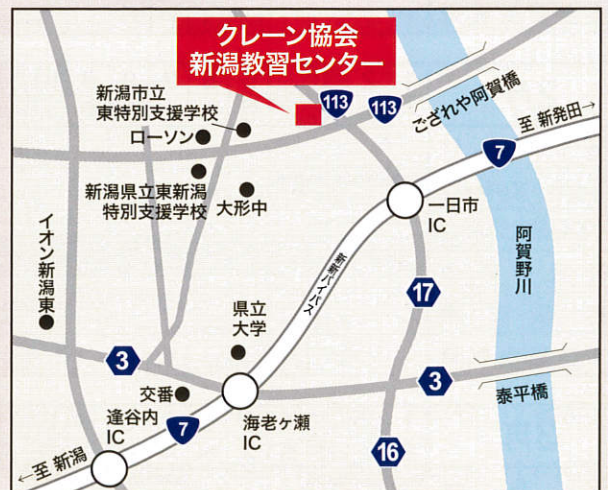 クレーン協会
新潟教習センター
新潟市立
東特別支援学校
ローソン
113
113
ござれや阿賀橋
至 新発田→
7
新潟県立東新潟
特別支援学校
大形中
一日市
IC
イオン新潟東
新新バイパス
阿賀野川
17
県立
大学
3
3
交番
泰平橋
逢谷内
IC
7
海老ヶ瀬
IC
16
←至 新潟